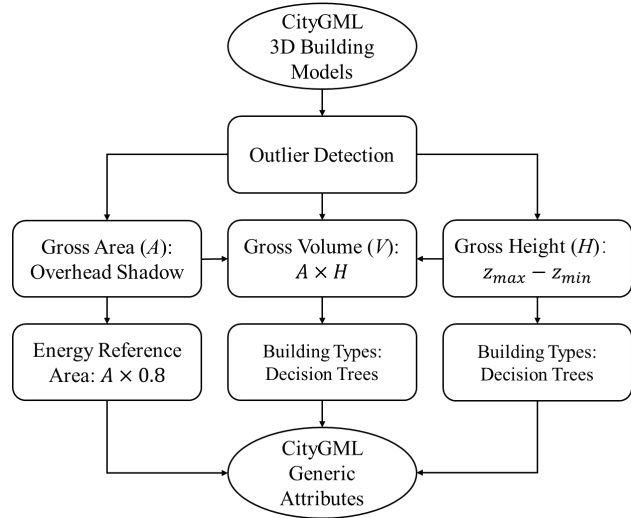 CityGML
3D Building
Models
Outlier Detection
Gross Area (A):
Overhead Shadow
Gross Volume (V):
A × H
Gross Height (H):
z_max − z_min
Energy Reference
Area: A × 0.8
Building Types:
Decision Trees
Building Types:
Decision Trees
CityGML
Generic
Attributes